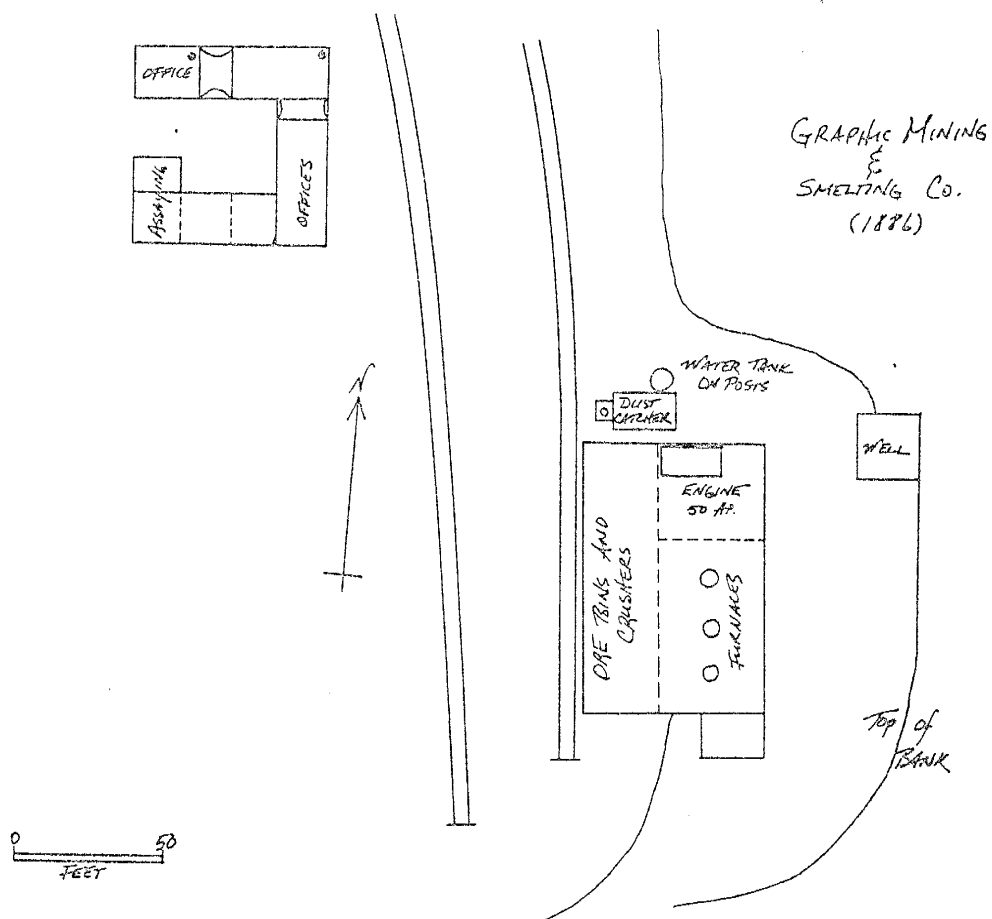 OFFICE
ASSAYING
OFFICES
GRAPHIC MINING
&
SMELTING CO.
(1886)
N
WATER TANK
ON POSTS
DUST
CATCHER
WELL
ENGINE
50 HP.
ORE BINS AND
CRUSHERS
FURNACES
TOP of
BANK
0 50
FEET